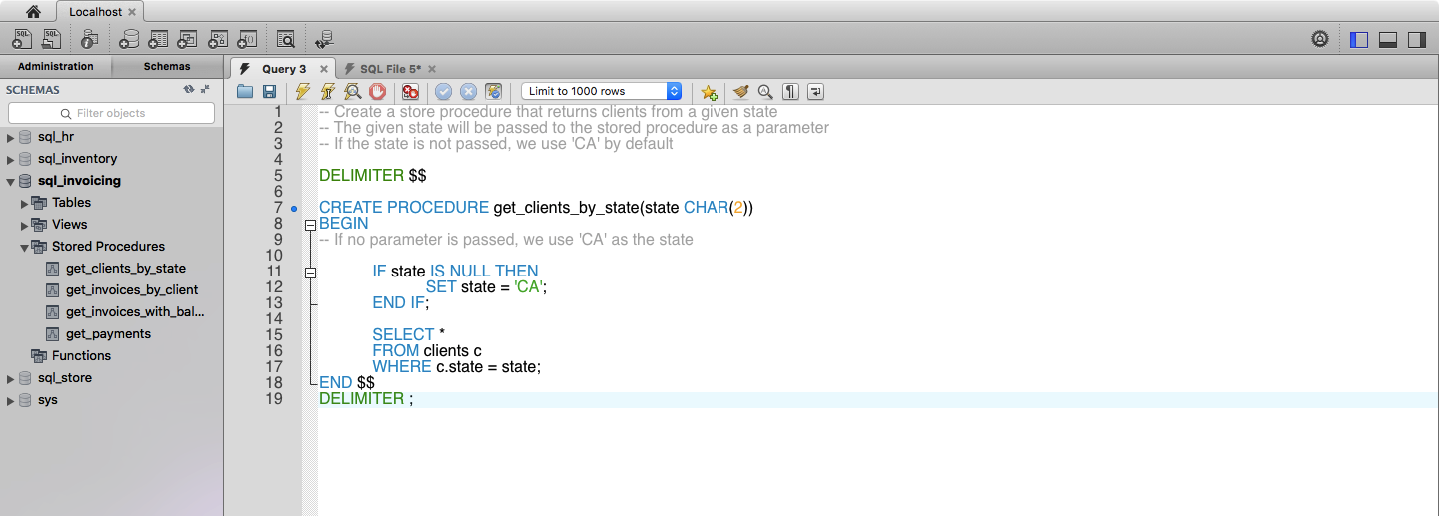 Localhost
Administration Schemas
Query 3 SQL File 5*
SCHEMAS
Filter objects
Limit to 1000 rows
sql_hr
sql_inventory
sql_invoicing
Tables
Views
Stored Procedures
get_clients_by_state
get_invoices_by_client
get_invoices_with_bal...
get_payments
Functions
sql_store
sys
1 -- Create a store procedure that returns clients from a given state
2 -- The given state will be passed to the stored procedure as a parameter
3 -- If the state is not passed, we use 'CA' by default
4
5 DELIMITER $$
6
7 CREATE PROCEDURE get_clients_by_state(state CHAR(2))
8 BEGIN
9 -- If no parameter is passed, we use 'CA' as the state
10
11 IF state IS NULL THEN
12 SET state = 'CA';
13 END IF;
14
15 SELECT *
16 FROM clients c
17 WHERE c.state = state;
18 END $$
19 DELIMITER ;